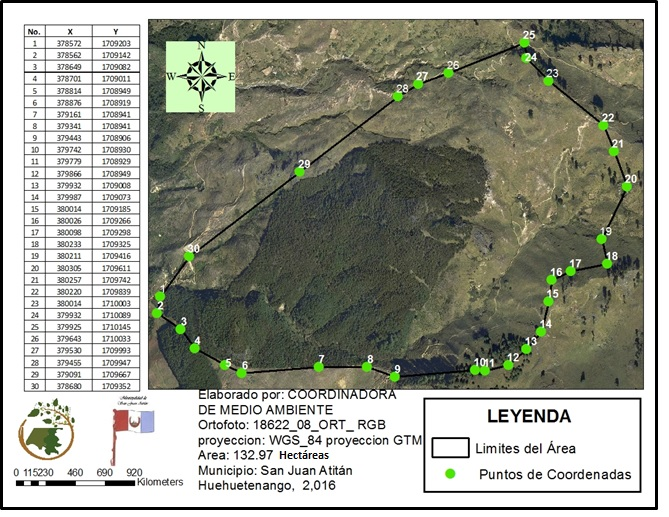 No. X Y
1 378572 1709203
2 378562 1709142
3 378649 1709082
4 378701 1709011
5 378814 1708949
6 378876 1708919
7 379161 1708941
8 379341 1708941
9 379443 1708906
10 379742 1708930
11 379779 1708929
12 379866 1708949
13 379932 1709008
14 379987 1709073
15 380014 1709185
16 380026 1709266
17 380098 1709298
18 380233 1709325
19 380211 1709416
20 380305 1709611
21 380257 1709742
22 380220 1709839
23 380014 1710003
24 379932 1710089
25 379925 1710145
26 379643 1710033
27 379530 1709993
28 379455 1709947
29 379091 1709667
30 378680 1709352
N
W E
S
25
24
26
23
27
28
22
21
29
20
19
30
18
17
16
1
15
2
3
14
4
13
5
12
6
7
8
9
10
11
Municipalidad de
San Juan Atitán
0 115230 460 690 920
Kilometers
Elaborado por: COORDINADORA
DE MEDIO AMBIENTE
Ortofoto: 18622_08_ORT_ RGB
proyeccion: WGS_84 proyeccion GTM
Area: 132.97 Hectáreas
Municipio: San Juan Atitán
Huehuetenango, 2,016
LEYENDA
Limites del Área
Puntos de Coordenadas